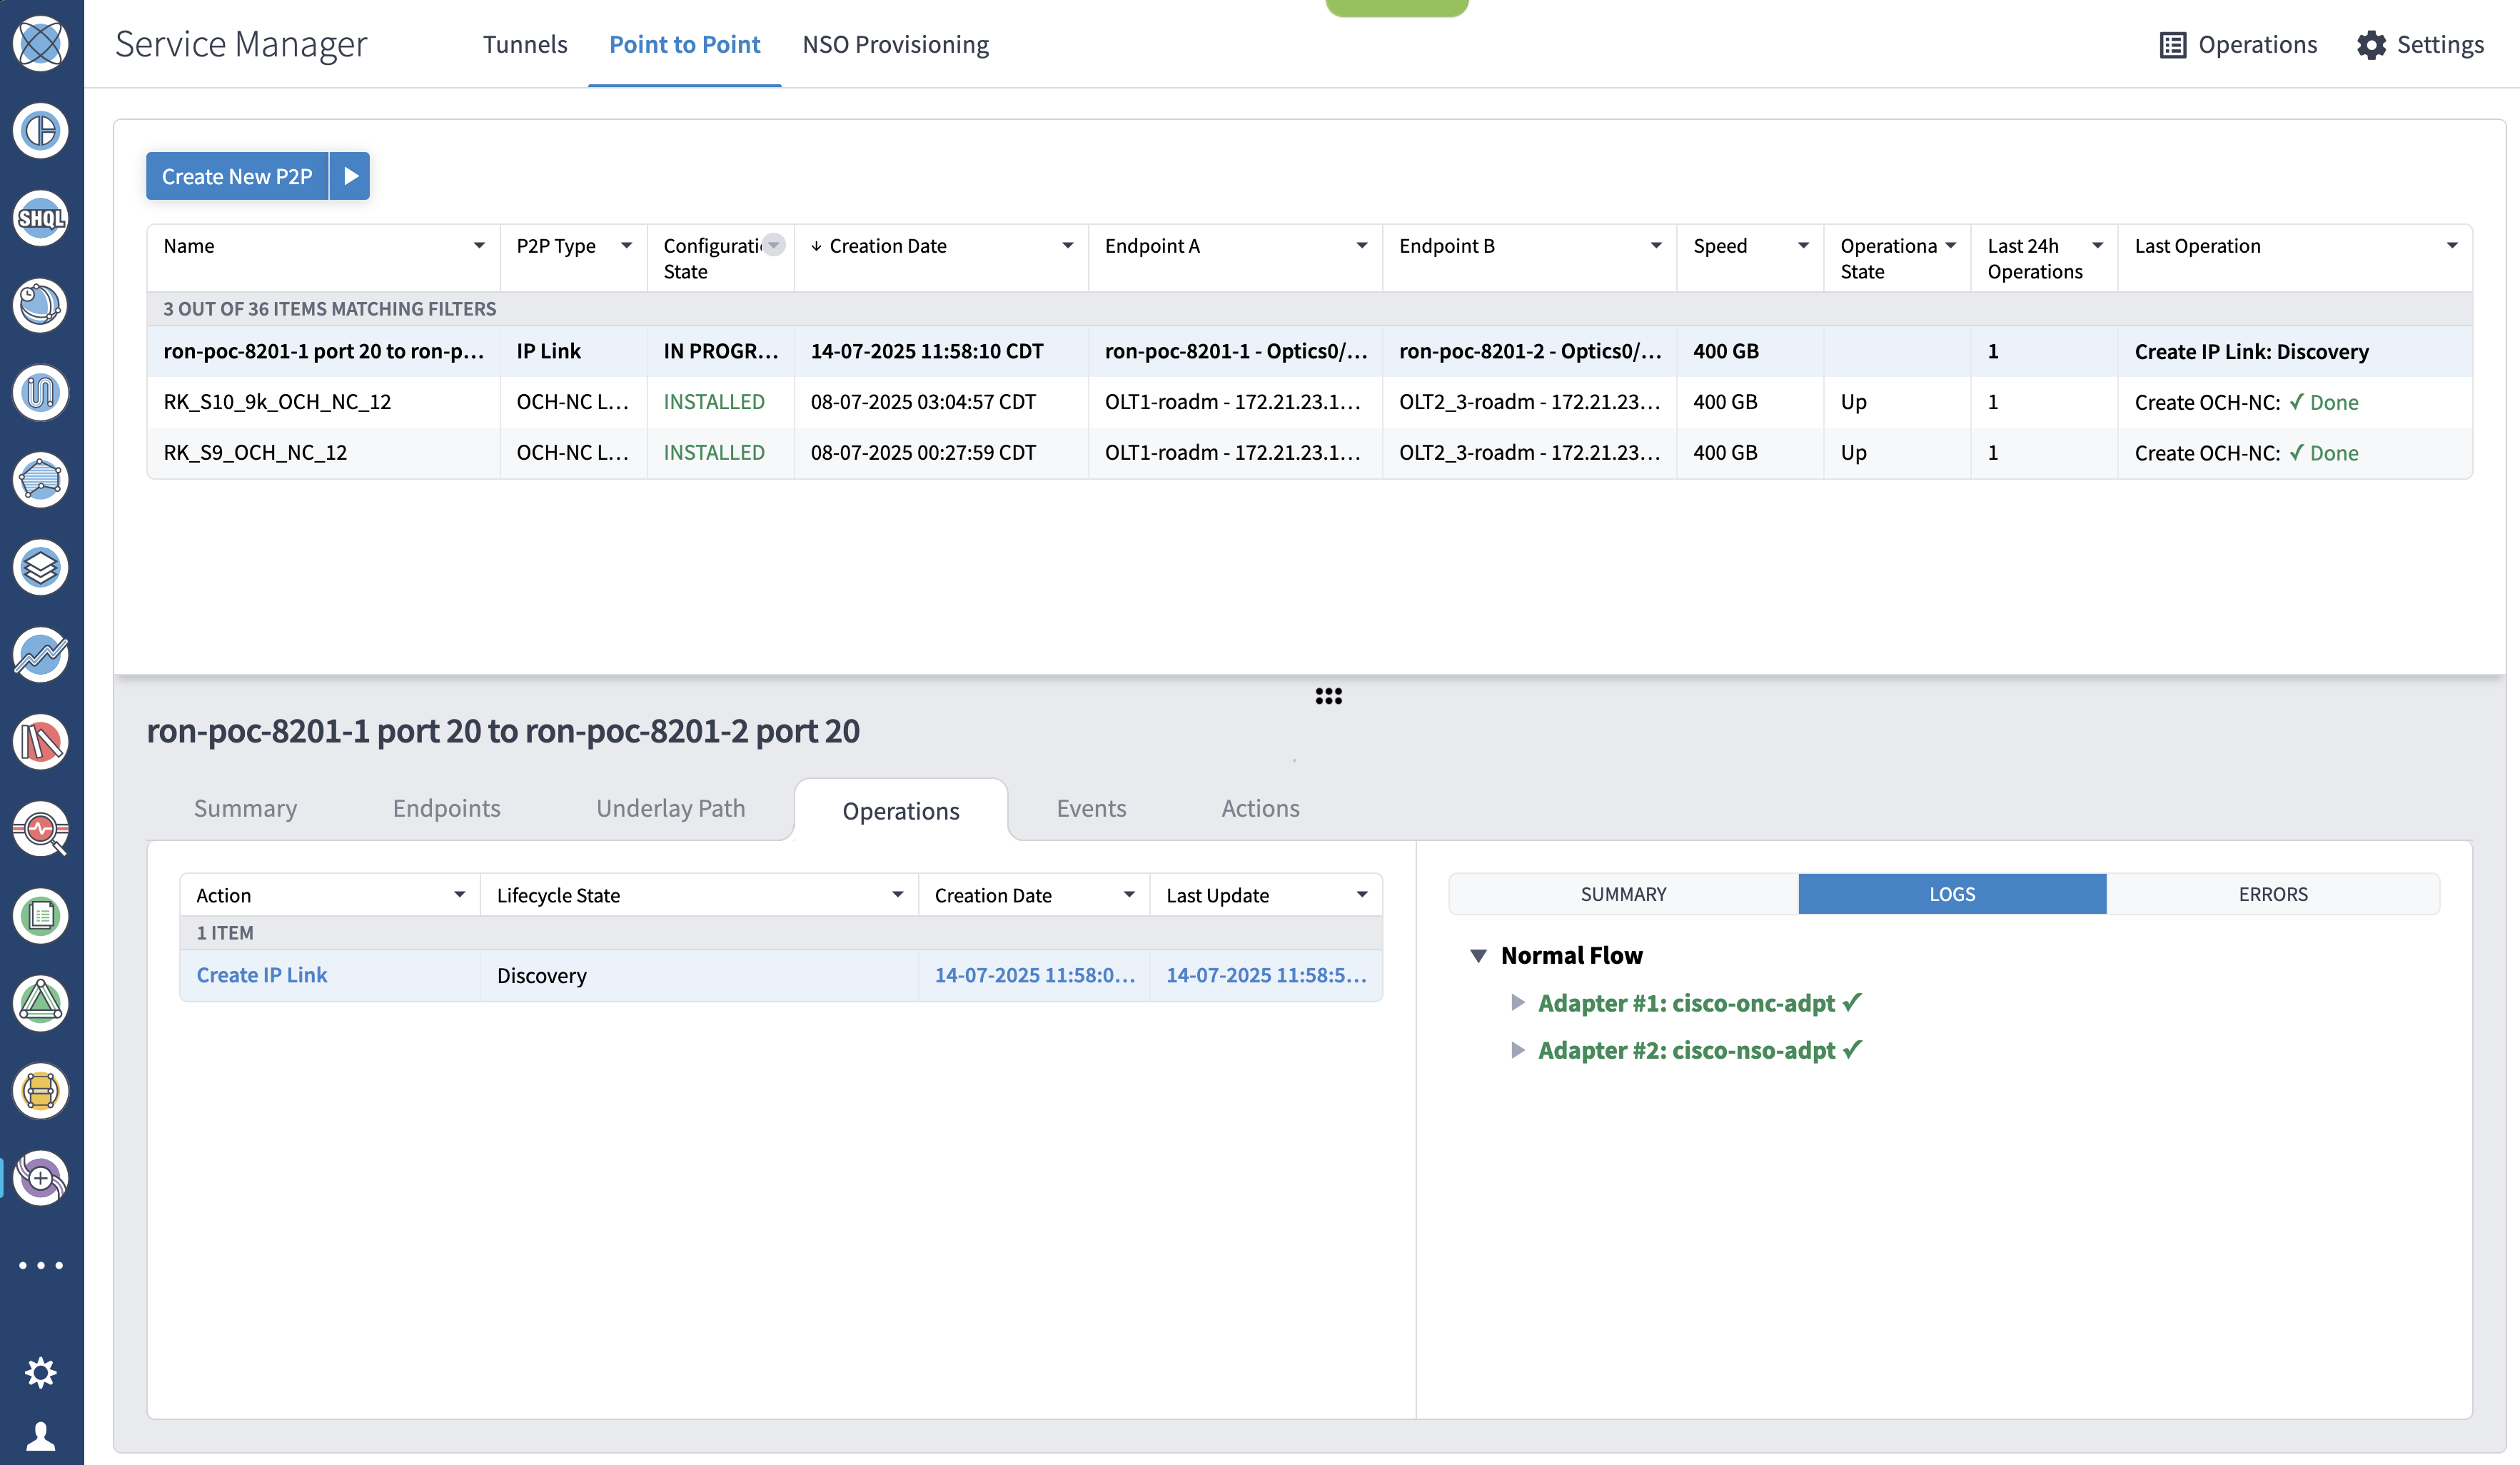 Service Manager
Tunnels
Point to Point
NSO Provisioning
Operations
Settings
SHQL
Create New P2P
Name P2P Type Configurati State Creation Date Endpoint A Endpoint B Speed Operationa State Last 24h Operations Last Operation
3 OUT OF 36 ITEMS MATCHING FILTERS
ron-poc-8201-1 port 20 to ron-p... IP Link IN PROGR... 14-07-2025 11:58:10 CDT ron-poc-8201-1 - Optics0/... ron-poc-8201-2 - Optics0/... 400 GB 1 Create IP Link: Discovery
RK_S10_9k_OCH_NC_12 OCH-NC L... INSTALLED 08-07-2025 03:04:57 CDT OLT1-roadm - 172.21.23.1... OLT2_3-roadm - 172.21.23... 400 GB Up 1 Create OCH-NC: ✓ Done
RK_S9_OCH_NC_12 OCH-NC L... INSTALLED 08-07-2025 00:27:59 CDT OLT1-roadm - 172.21.23.1... OLT2_3-roadm - 172.21.23... 400 GB Up 1 Create OCH-NC: ✓ Done
ron-poc-8201-1 port 20 to ron-poc-8201-2 port 20
Summary Endpoints Underlay Path Operations Events Actions
Action Lifecycle State Creation Date Last Update
1 ITEM
Create IP Link Discovery 14-07-2025 11:58:0... 14-07-2025 11:58:5...
SUMMARY LOGS ERRORS
Normal Flow
Adapter #1: cisco-onc-adpt ✓
Adapter #2: cisco-nso-adpt ✓